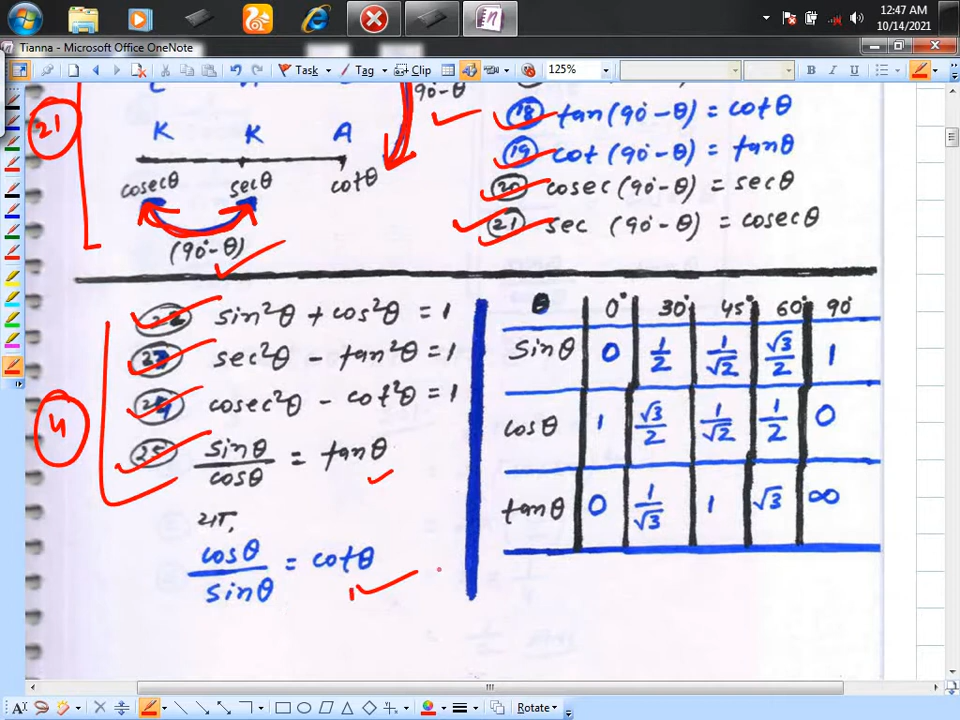 12:47 AM
10/14/2021
Tianna - Microsoft Office OneNote
Task
Tag
Clip
125%
B I U
21
K K A
cosecθ secθ cotθ
(90°-θ)
90-θ
18 tan(90°-θ) = cotθ
19 cot(90°-θ) = tanθ
20 cosec(90°-θ) = secθ
21 sec (90°-θ) = cosecθ
4
sin²θ + cos²θ = 1
23 sec²θ - tan²θ = 1
24 cosec²θ - cot²θ = 1
25 sinθ/cosθ = tanθ
या,
cosθ/sinθ = cotθ
θ 0° 30° 45° 60° 90°
sinθ 0 1/2 1/√2 √3/2 1
cosθ 1 √3/2 1/√2 1/2 0
tanθ 0 1/√3 1 √3 ∞
Rotate